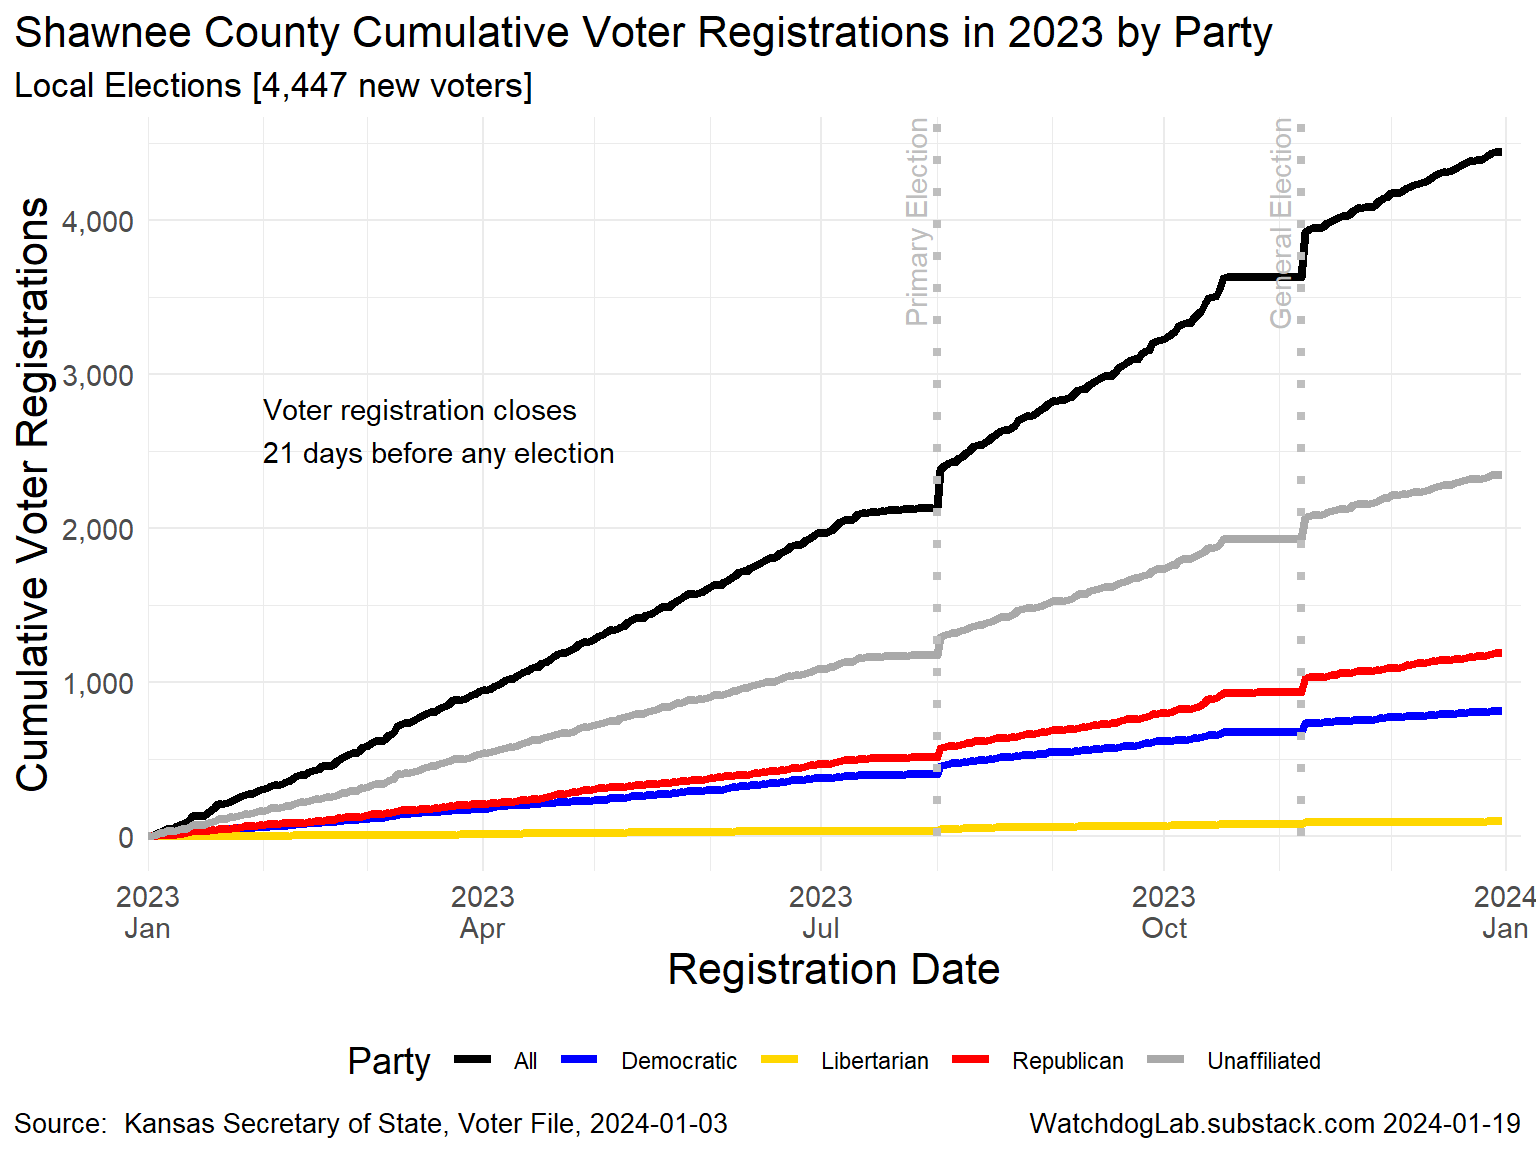 Shawnee County Cumulative Voter Registrations in 2023 by Party
Local Elections [4,447 new voters]
Cumulative Voter Registrations
4,000
3,000
2,000
1,000
0
Primary Election
General Election
Voter registration closes
21 days before any election
2023 2023 2023 2023 2024
Jan Apr Jul Oct Jan
Registration Date
Party All Democratic Libertarian Republican Unaffiliated
Source:  Kansas Secretary of State, Voter File, 2024-01-03
WatchdogLab.substack.com 2024-01-19